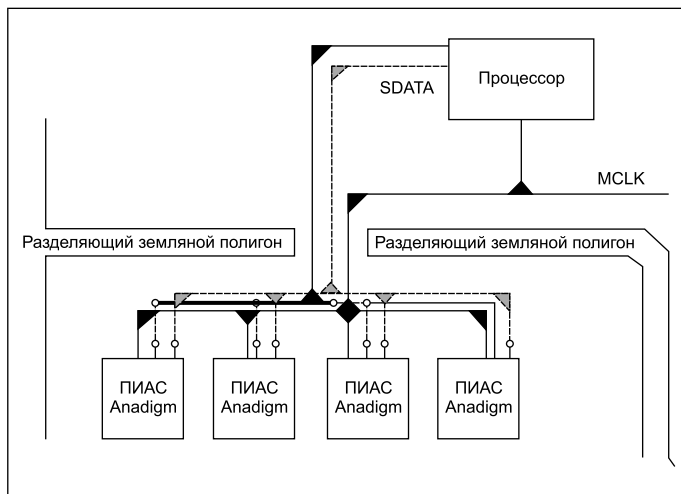 Процессор
SDATA
MCLK
Разделяющий земляной полигон
Разделяющий земляной полигон
ПИАС
Anadigm
ПИАС
Anadigm
ПИАС
Anadigm
ПИАС
Anadigm